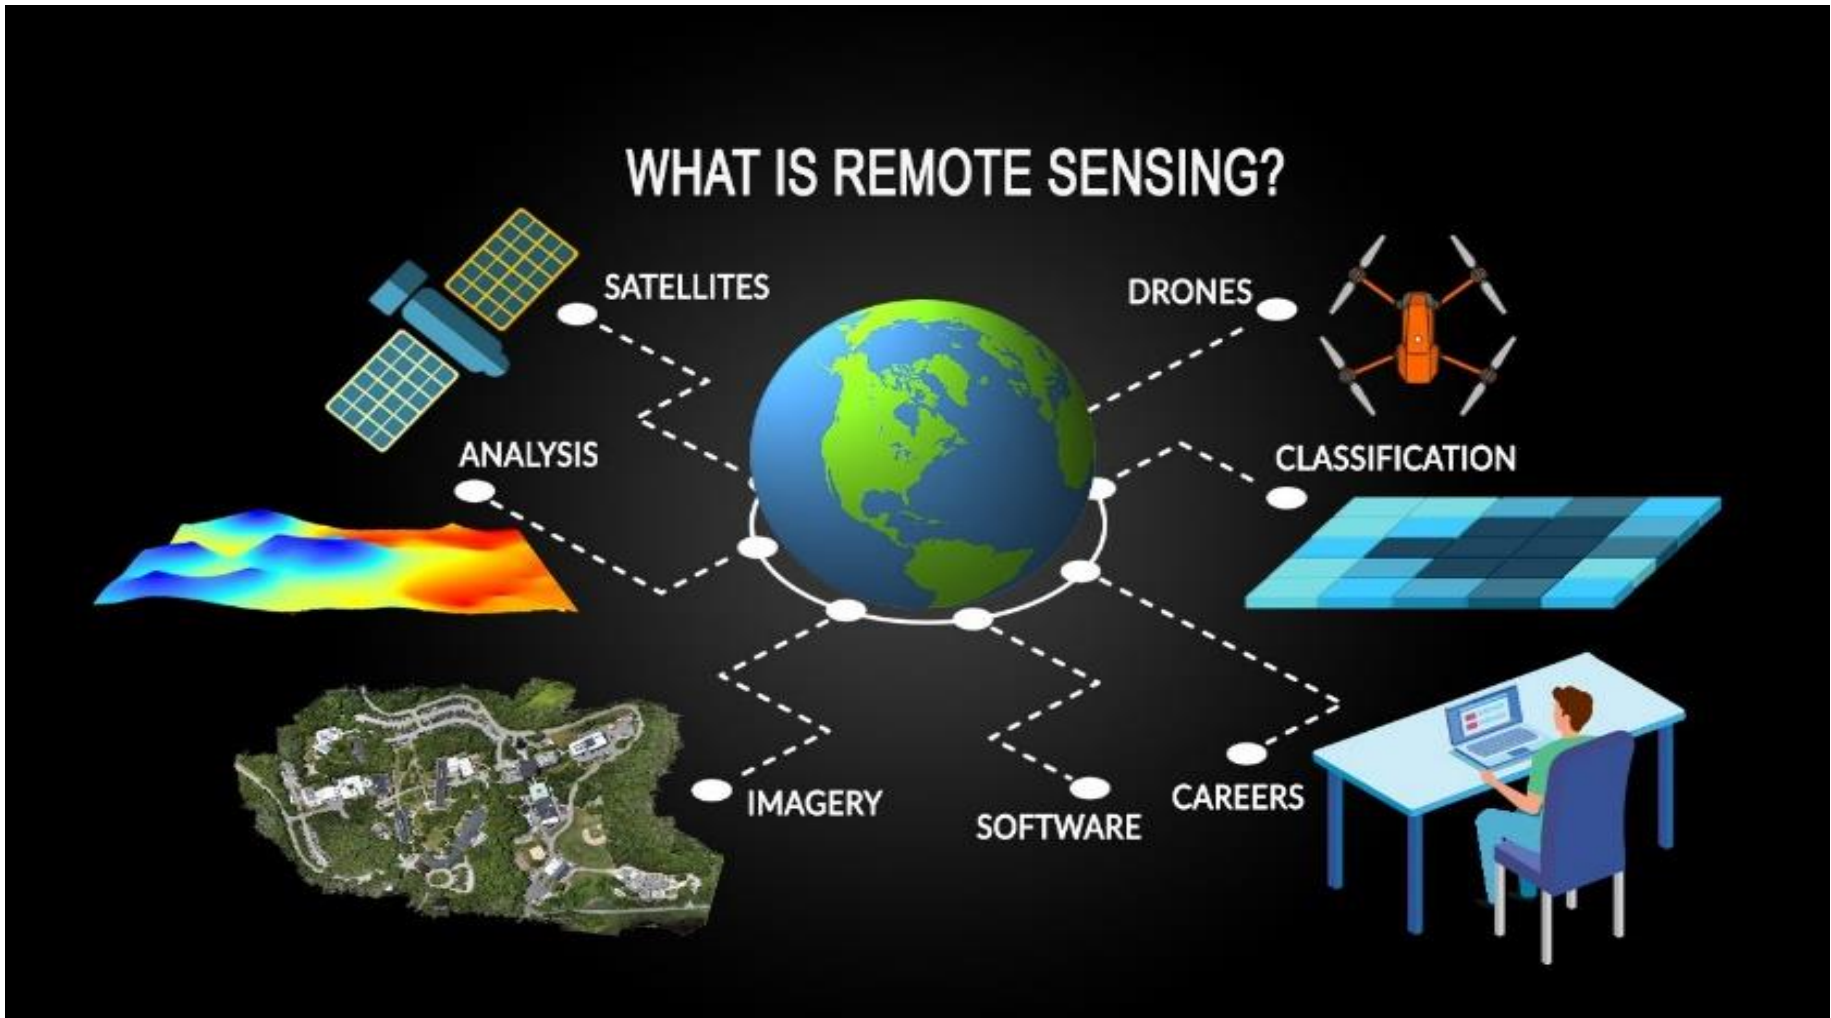 WHAT IS REMOTE SENSING?
SATELLITES
DRONES
ANALYSIS
CLASSIFICATION
IMAGERY
SOFTWARE
CAREERS